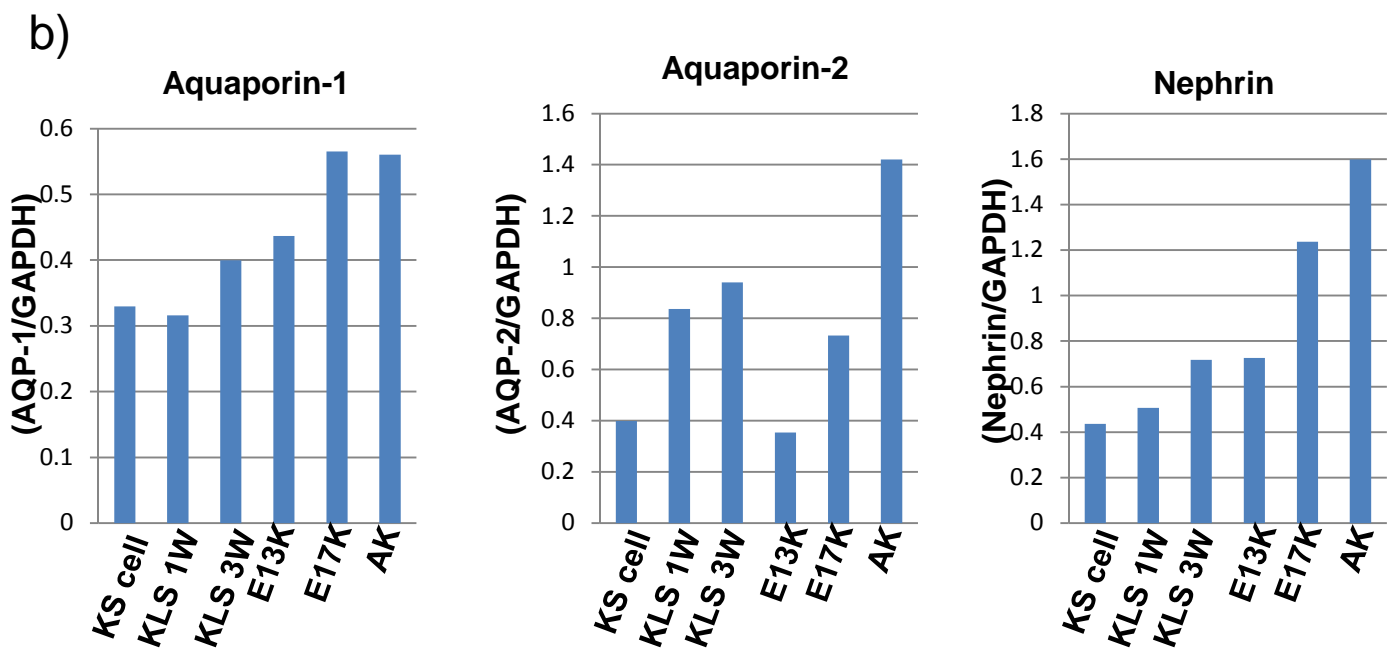 b)
Aquaporin-1
(AQP-1/GAPDH)
0.6
0.5
0.4
0.3
0.2
0.1
0
KS cell
KLS 1W
KLS 3W
E13K
E17K
AK
Aquaporin-2
(AQP-2/GAPDH)
1.6
1.4
1.2
1
0.8
0.6
0.4
0.2
0
KS cell
KLS 1W
KLS 3W
E13K
E17K
AK
Nephrin
(Nephrin/GAPDH)
1.8
1.6
1.4
1.2
1
0.8
0.6
0.4
0.2
0
KS cell
KLS 1W
KLS 3W
E13K
E17K
AK